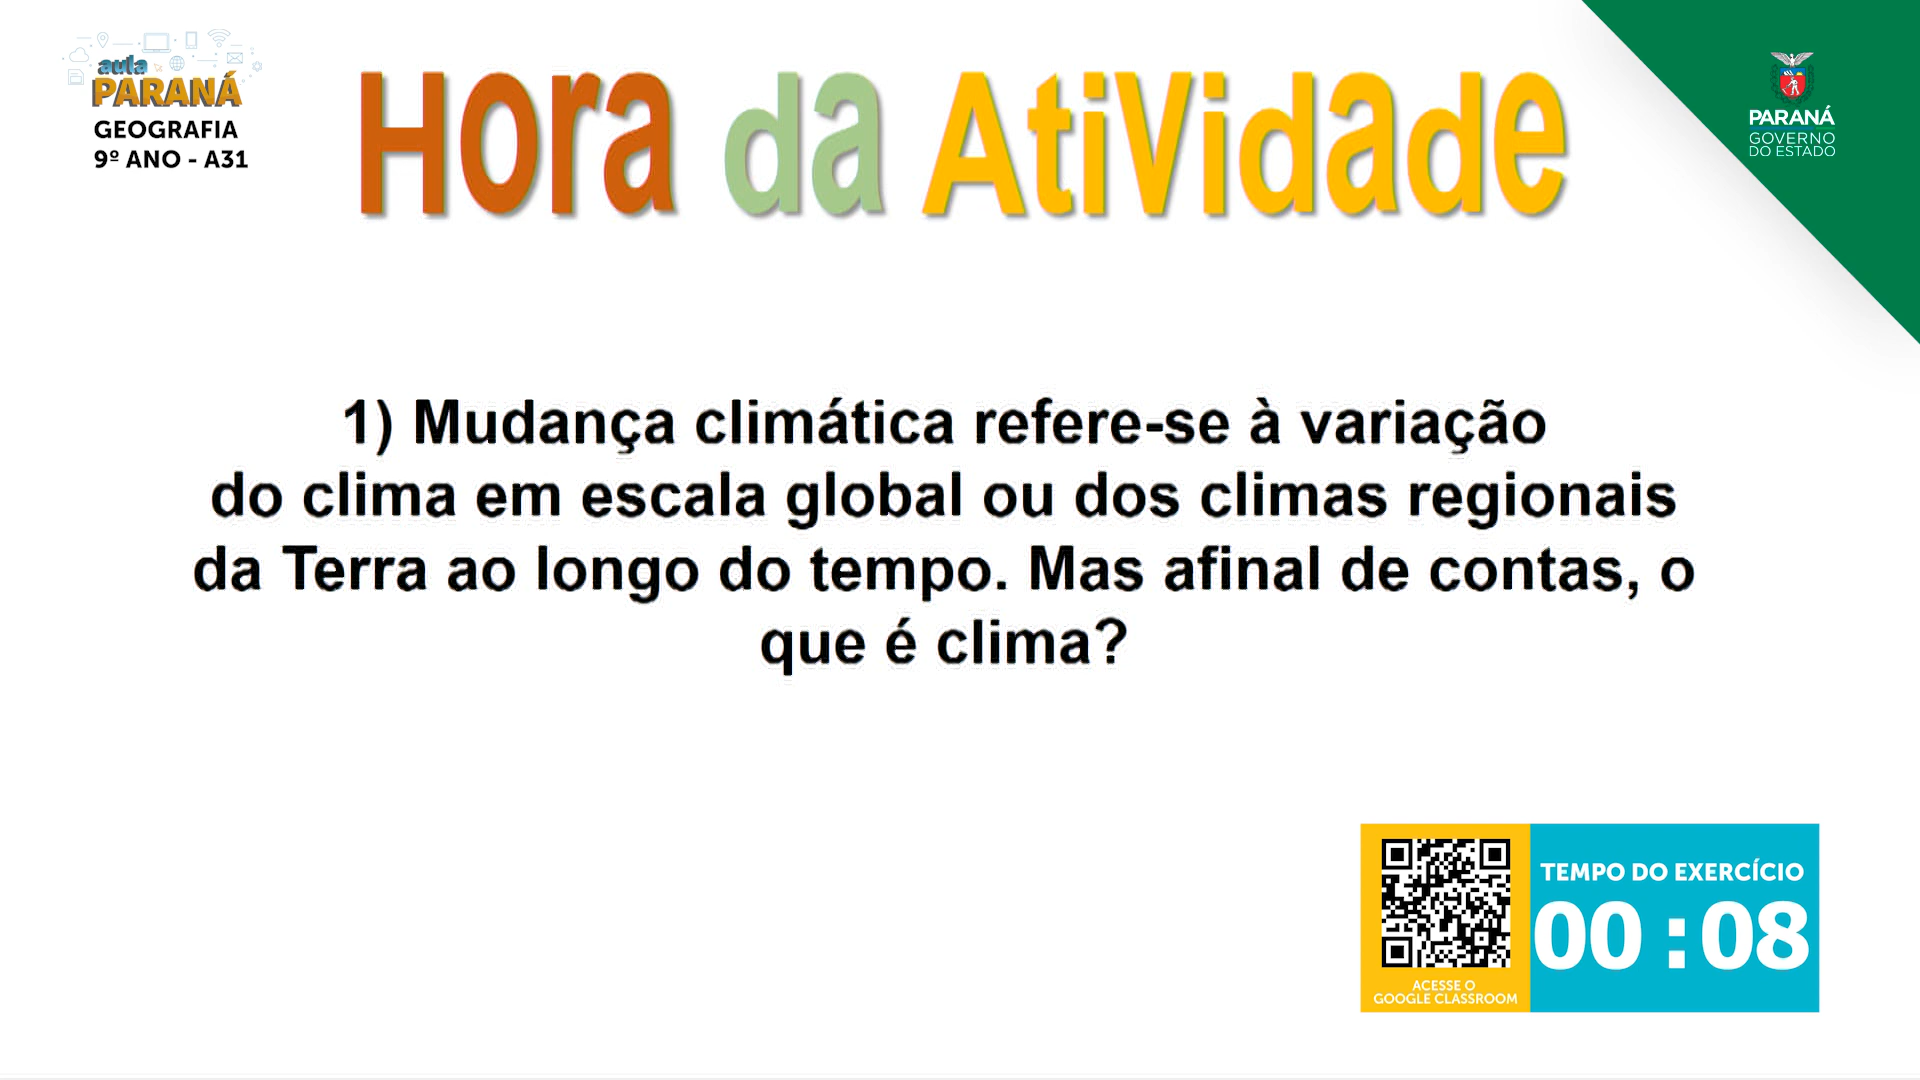 aula
PARANÁ
GEOGRAFIA
9º ANO - A31
Hora da AtiVidade
PARANÁ
GOVERNO
DO ESTADO
1) Mudança climática refere-se à variação
do clima em escala global ou dos climas regionais
da Terra ao longo do tempo. Mas afinal de contas, o
que é clima?
TEMPO DO EXERCÍCIO
00 : 08
ACESSE O
GOOGLE CLASSROOM